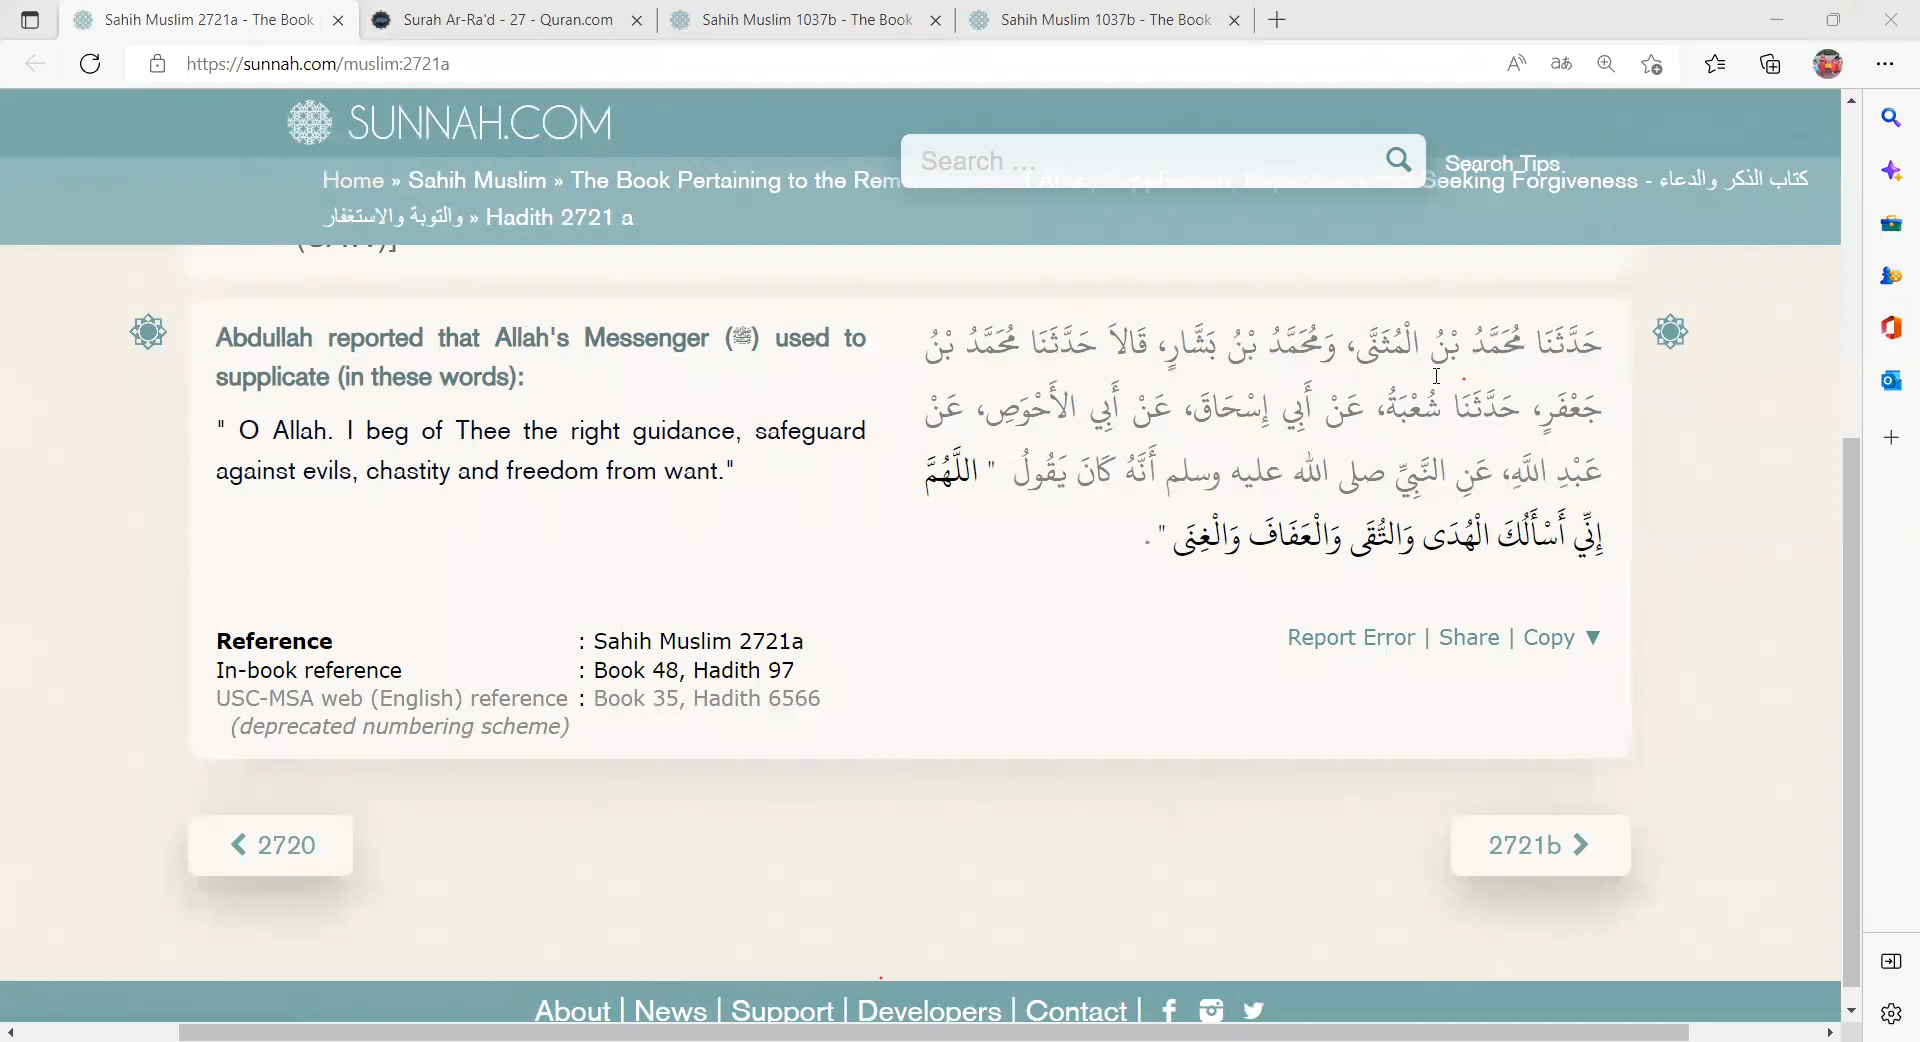 Sahih Muslim 2721a - The Book
Surah Ar-Ra'd - 27 - Quran.com
Sahih Muslim 1037b - The Book
Sahih Muslim 1037b - The Book
https://sunnah.com/muslim:2721a
SUNNAH.COM
Search ...
Search Tips
Home » Sahih Muslim » The Book Pertaining to the Seeking Forgiveness - كتاب الذكر والدعاء
والتوبة والاستغفار » Hadith 2721 a
Abdullah reported that Allah's Messenger (ﷺ) used to
supplicate (in these words):
" O Allah. I beg of Thee the right guidance, safeguard
against evils, chastity and freedom from want."
حَدَّثَنَا مُحَمَّدُ بْنُ الْمُثَنَّى، وَمُحَمَّدُ بْنُ بَشَّارٍ، قَالاَ حَدَّثَنَا مُحَمَّدُ بْنُ
جَعْفَرٍ، حَدَّثَنَا شُعْبَةُ، عَنْ أَبِي إِسْحَاقَ، عَنْ أَبِي الأَحْوَصِ، عَنْ
عَبْدِ اللَّهِ، عَنِ النَّبِيِّ صلى الله عليه وسلم أَنَّهُ كَانَ يَقُولُ " اللَّهُمَّ
إِنِّي أَسْأَلُكَ الْهُدَى وَالتُّقَى وَالْعَفَافَ وَالْغِنَى " .
Reference : Sahih Muslim 2721a
In-book reference : Book 48, Hadith 97
USC-MSA web (English) reference : Book 35, Hadith 6566
(deprecated numbering scheme)
Report Error | Share | Copy ▼
2720
2721b
About | News | Support | Developers | Contact |